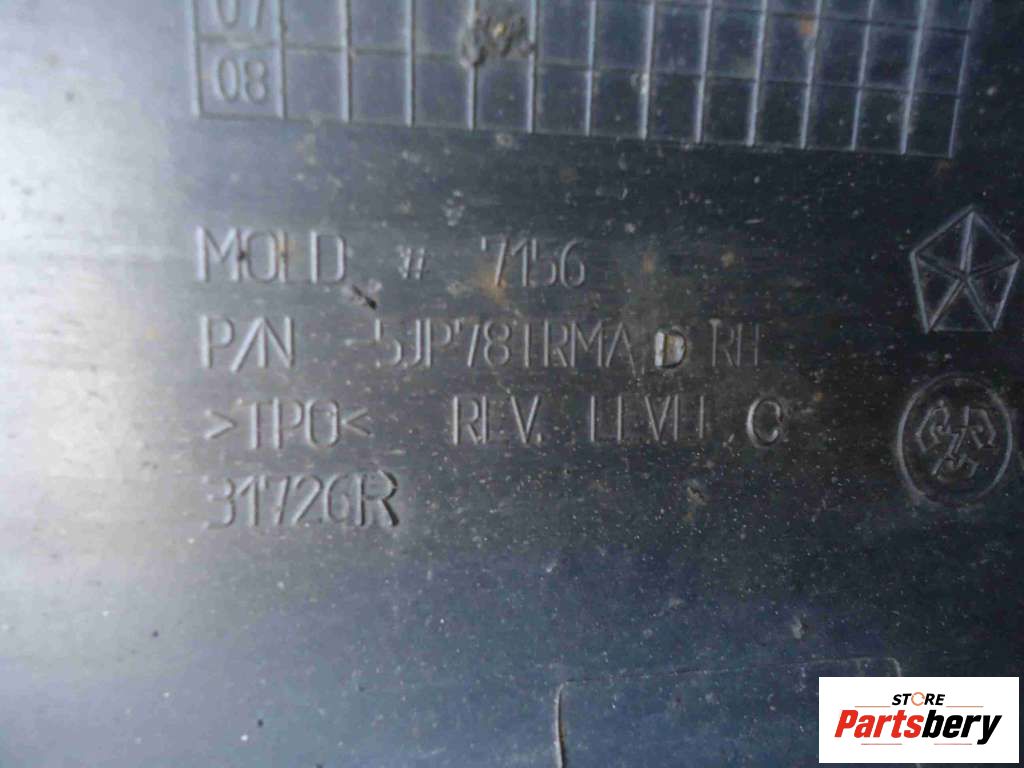 07
08
MOLD # 7156
P/N 5JP781RMA D RH
>TPO< REV. LEVEL C
31726R
STORE
Partsbery